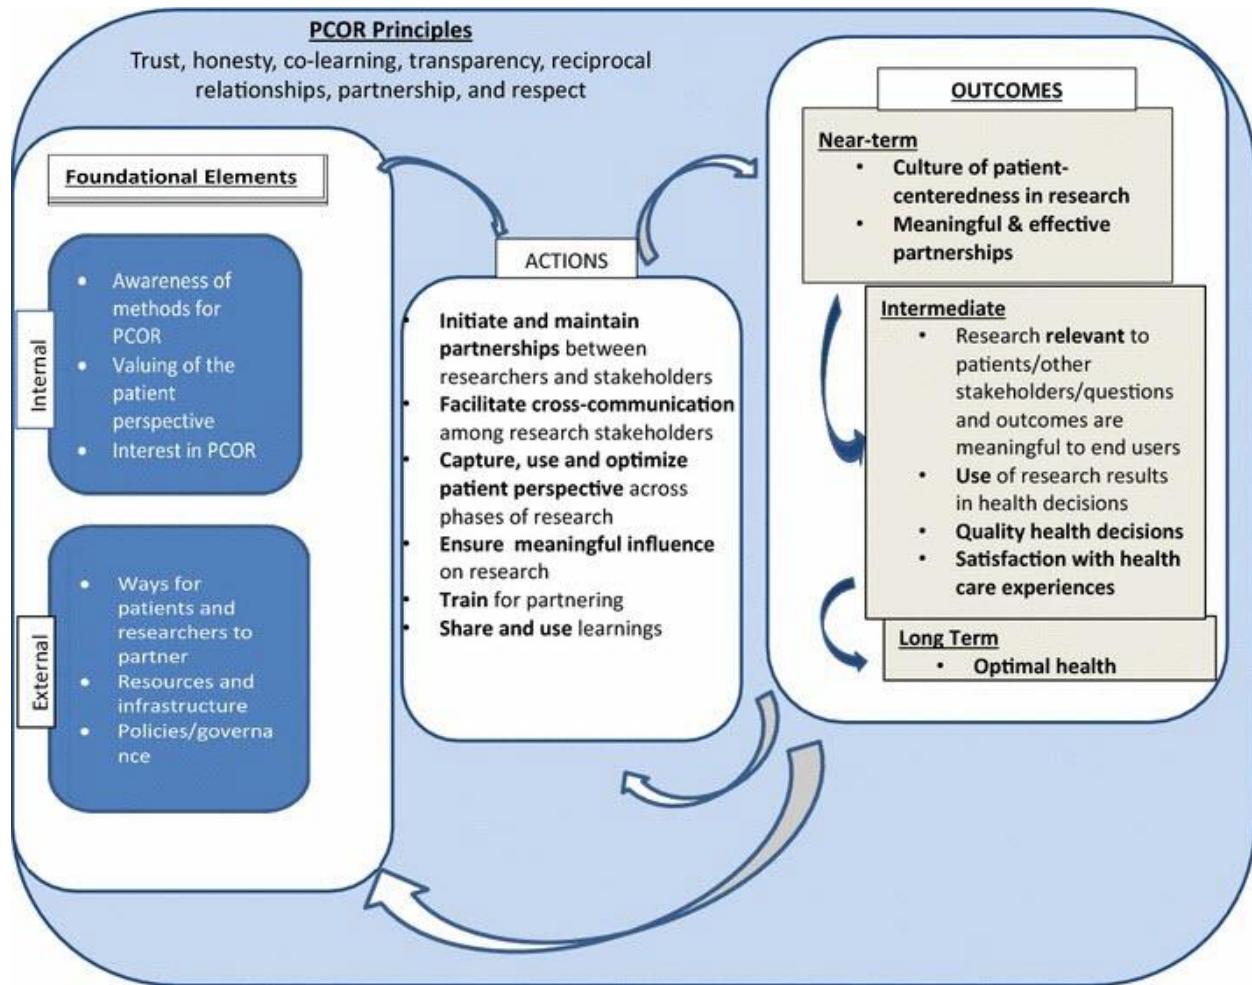 PCOR Principles
Trust, honesty, co-learning, transparency, reciprocal
relationships, partnership, and respect
Foundational Elements
Internal
• Awareness of
methods for
PCOR
• Valuing of the
patient
perspective
• Interest in PCOR
External
• Ways for
patients and
researchers to
partner
• Resources and
infrastructure
• Policies/governa
nce
ACTIONS
• Initiate and maintain
partnerships between
researchers and stakeholders
• Facilitate cross-communication
among research stakeholders
• Capture, use and optimize
patient perspective across
phases of research
• Ensure meaningful influence
on research
• Train for partnering
• Share and use learnings
OUTCOMES
Near-term
• Culture of patient-
centeredness in research
• Meaningful & effective
partnerships
Intermediate
• Research relevant to
patients/other
stakeholders/questions
and outcomes are
meaningful to end users
• Use of research results
in health decisions
• Quality health decisions
• Satisfaction with health
care experiences
Long Term
• Optimal health